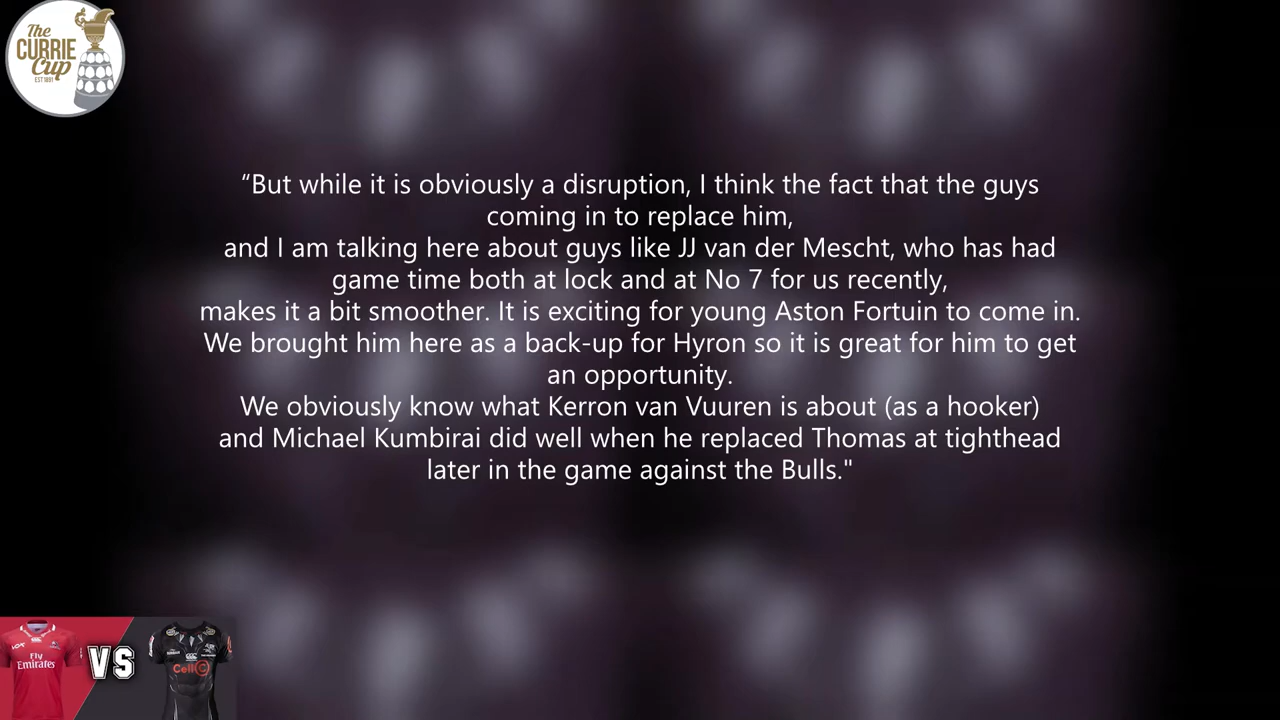 The
CURRIE
Cup
EST 1891
“But while it is obviously a disruption, I think the fact that the guys
coming in to replace him,
and I am talking here about guys like JJ van der Mescht, who has had
game time both at lock and at No 7 for us recently,
makes it a bit smoother. It is exciting for young Aston Fortuin to come in.
We brought him here as a back-up for Hyron so it is great for him to get
an opportunity.
We obviously know what Kerron van Vuuren is about (as a hooker)
and Michael Kumbirai did well when he replaced Thomas at tighthead
later in the game against the Bulls."
Fly
Emirates
VS
Cell C